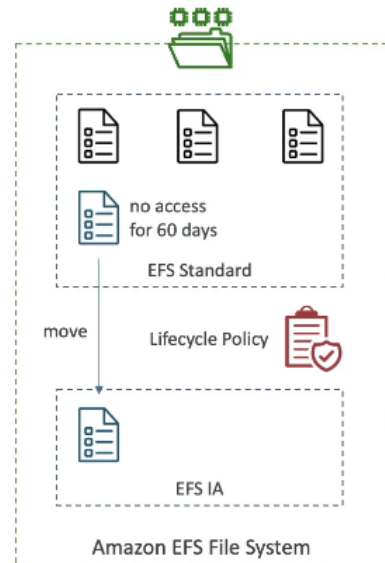 no access
for 60 days
EFS Standard
move
Lifecycle Policy
EFS IA
Amazon EFS File System